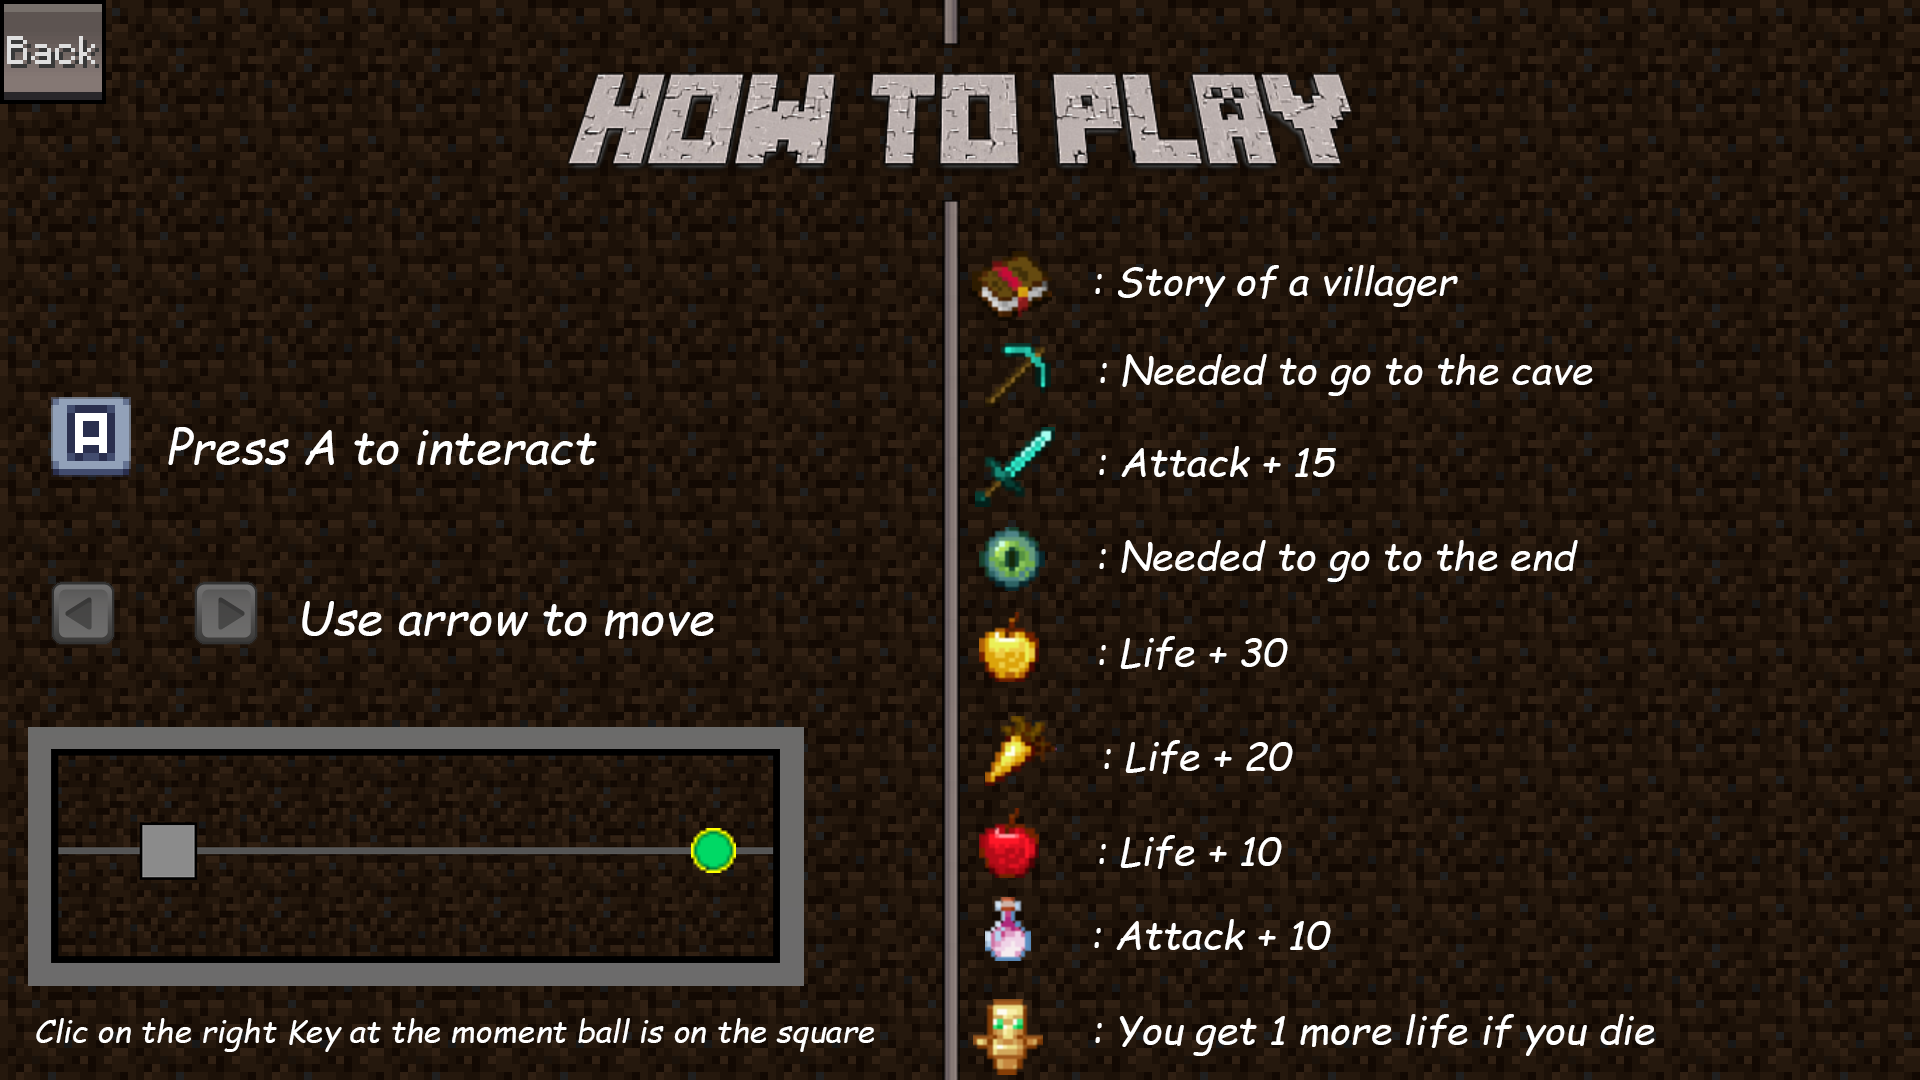 Back
HOW TO PLAY
A
Press A to interact
Use arrow to move
Clic on the right Key at the moment ball is on the square
: Story of a villager
: Needed to go to the cave
: Attack + 15
: Needed to go to the end
: Life + 30
: Life + 20
: Life + 10
: Attack + 10
: You get 1 more life if you die